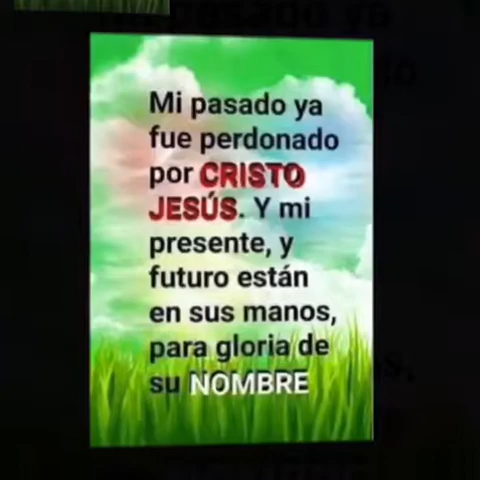 Mi pasado ya
fue perdonado
por CRISTO
JESÚS. Y mi
presente, y
futuro están
en sus manos,
para gloria de
su NOMBRE